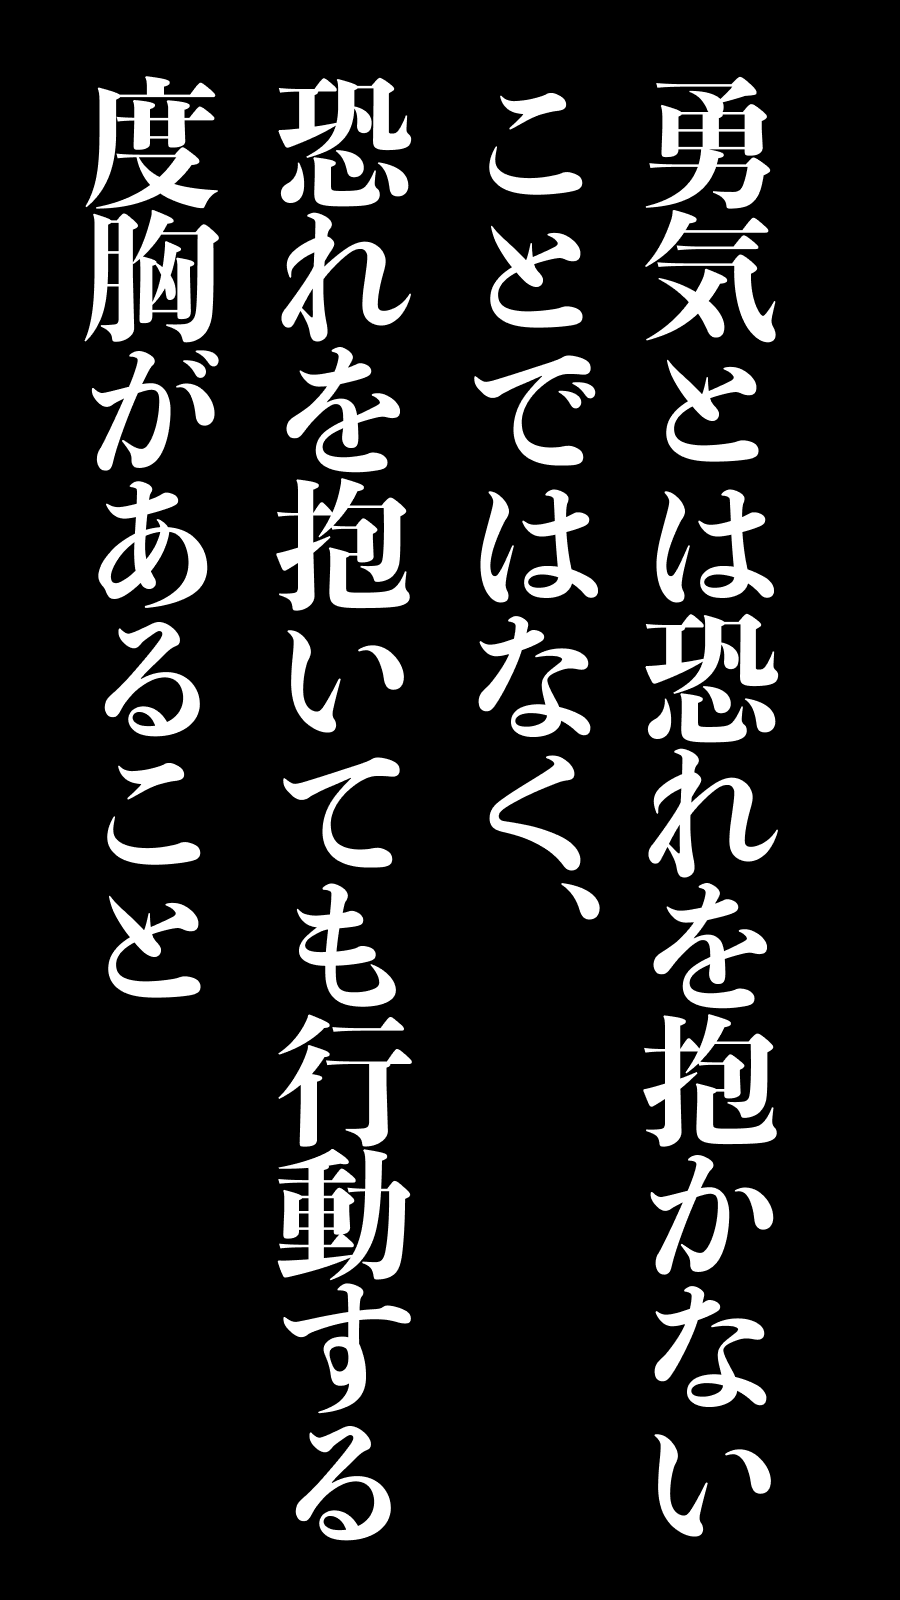 勇気とは恐れを抱かない
ことではなく、
恐れを抱いても行動する
度胸があること